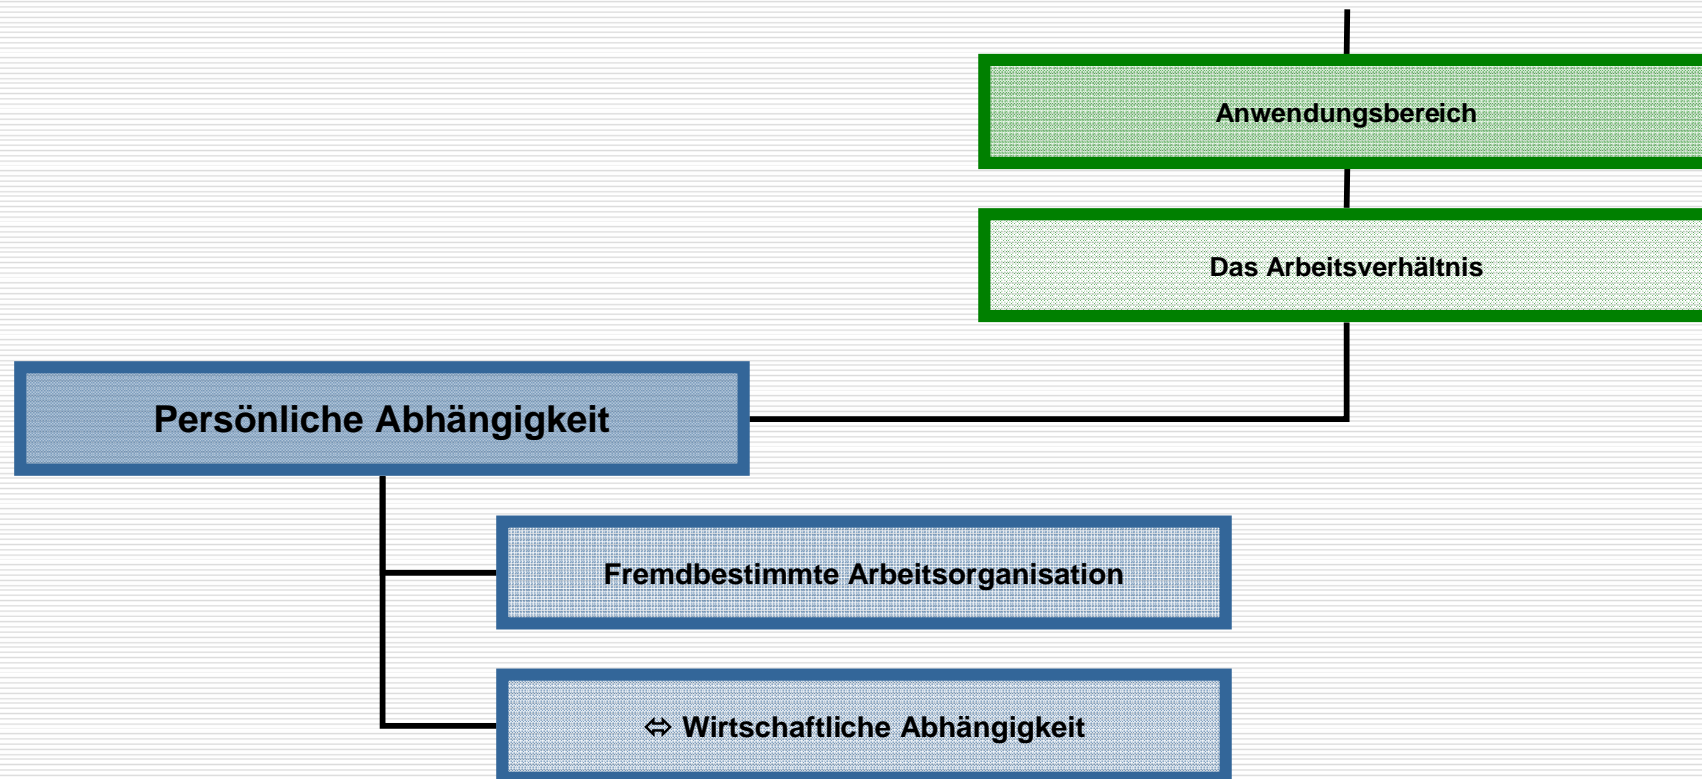 Anwendungsbereich
Das Arbeitsverhältnis
Persönliche Abhängigkeit
Fremdbestimmte Arbeitsorganisation
⇔ Wirtschaftliche Abhängigkeit